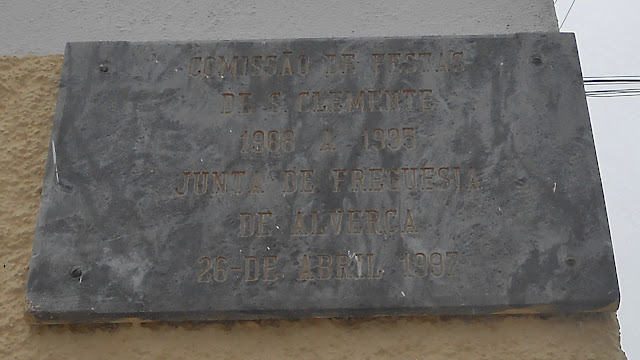 COMISSÃO DE FESTAS
DE S. CLEMENTE
1988 A 1995
JUNTA DE FREGUESIA
DE ALVERCA
26-DE ABRIL 1997